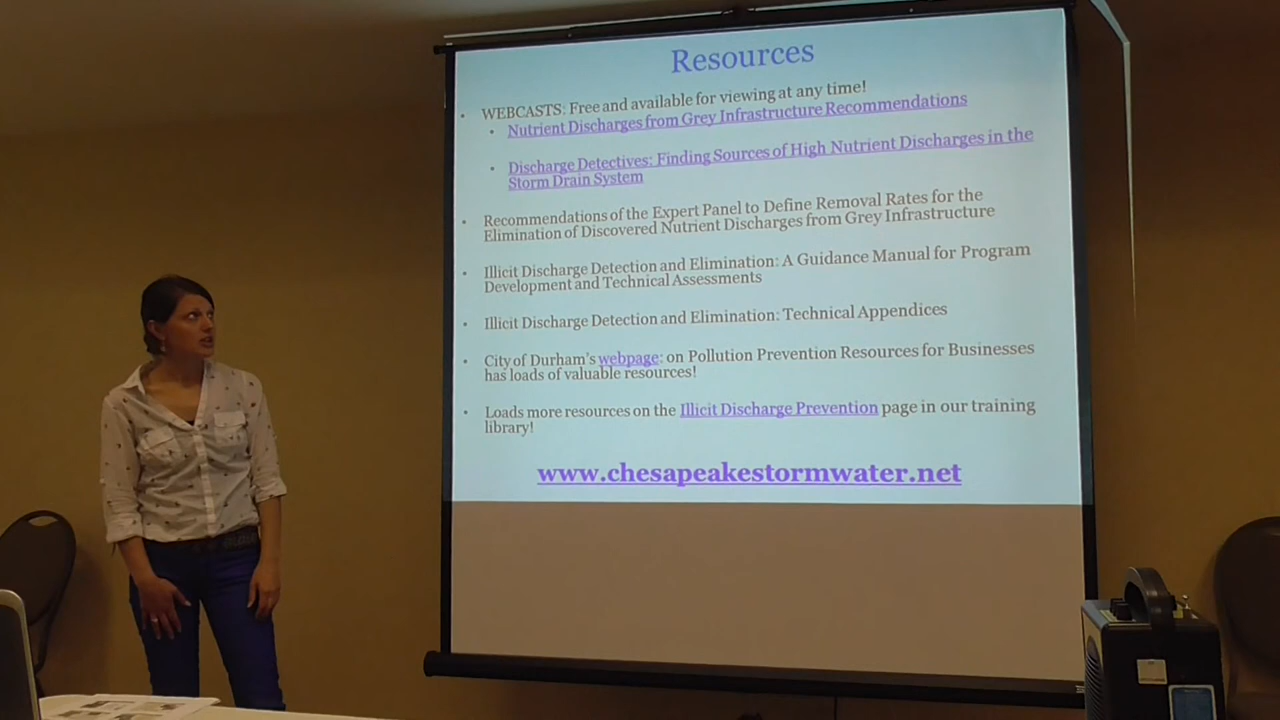 Resources
WEBCASTS: Free and available for viewing at any time!
Nutrient Discharges from Grey Infrastructure Recommendations
Discharge Detectives: Finding Sources of High Nutrient Discharges in the
Storm Drain System
Recommendations of the Expert Panel to Define Removal Rates for the
Elimination of Discovered Nutrient Discharges from Grey Infrastructure
Illicit Discharge Detection and Elimination: A Guidance Manual for Program
Development and Technical Assessments
Illicit Discharge Detection and Elimination: Technical Appendices
City of Durham's webpage: on Pollution Prevention Resources for Businesses
has loads of valuable resources!
Loads more resources on the Illicit Discharge Prevention page in our training
library!
www.chesapeakestormwater.net